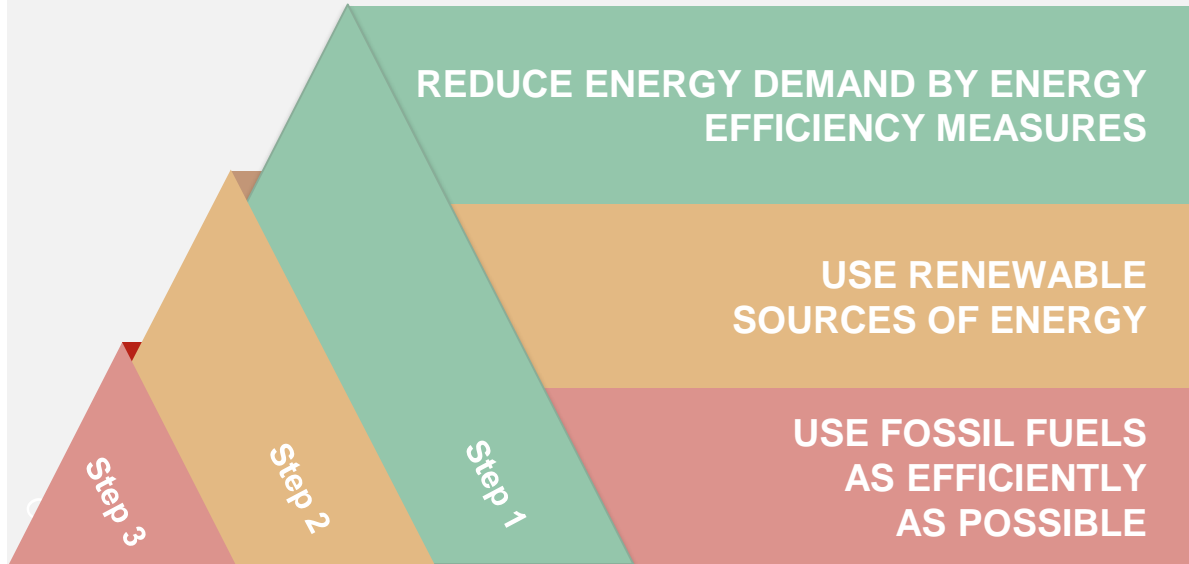 REDUCE ENERGY DEMAND BY ENERGY
EFFICIENCY MEASURES
USE RENEWABLE
SOURCES OF ENERGY
USE FOSSIL FUELS
AS EFFICIENTLY
AS POSSIBLE
Step 1
Step 2
Step 3